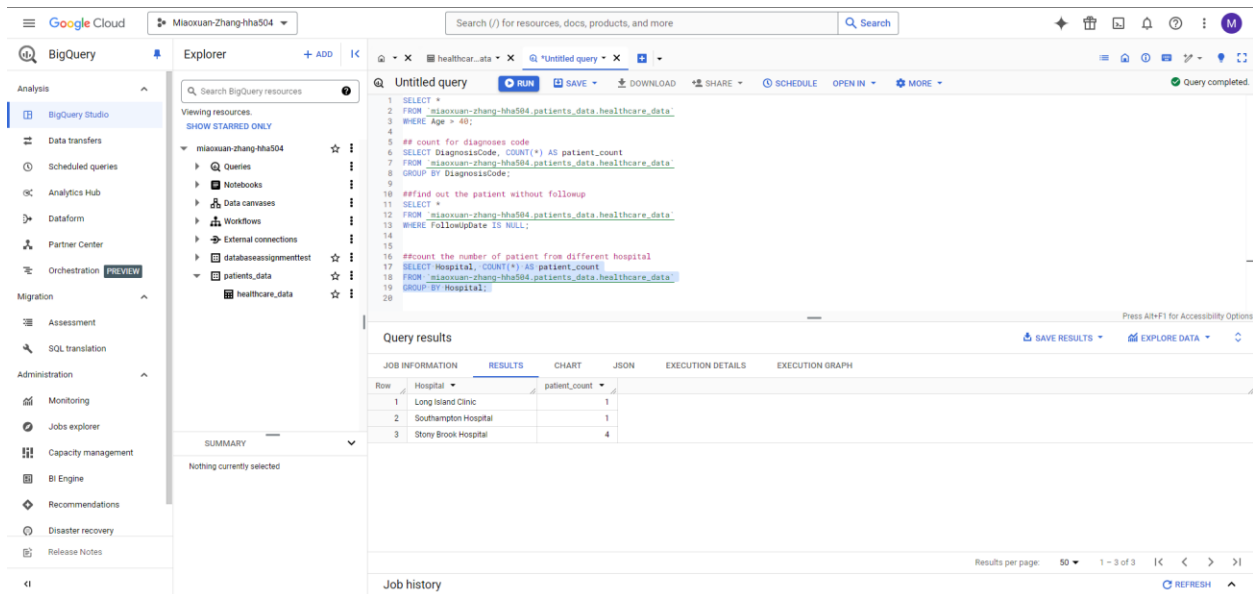 Google Cloud
Miaoxuan-Zhang-hha504
Search (/) for resources, docs, products, and more
Search
M
BigQuery
Analysis
BigQuery Studio
Data transfers
Scheduled queries
Analytics Hub
Dataform
Partner Center
Orchestration PREVIEW
Migration
Assessment
SQL translation
Administration
Monitoring
Jobs explorer
Capacity management
BI Engine
Recommendations
Disaster recovery
Release Notes
Explorer
+ ADD
Search BigQuery resources
Viewing resources.
SHOW STARRED ONLY
miaoxuan-zhang-hha504
Queries
Notebooks
Data canvases
Workflows
External connections
databaseassignmenttest
patients_data
healthcare_data
SUMMARY
Nothing currently selected
healthcar...ata
*Untitled query
Untitled query
RUN
SAVE
DOWNLOAD
SHARE
SCHEDULE
OPEN IN
MORE
Query completed.
1 SELECT *
2 FROM `miaoxuan-zhang-hha504.patients_data.healthcare_data`
3 WHERE Age > 40;
4
5 ## count for diagnoses code
6 SELECT DiagnosisCode, COUNT(*) AS patient_count
7 FROM `miaoxuan-zhang-hha504.patients_data.healthcare_data`
8 GROUP BY DiagnosisCode;
9
10 ##find out the patient without followup
11 SELECT *
12 FROM `miaoxuan-zhang-hha504.patients_data.healthcare_data`
13 WHERE FollowUpDate IS NULL;
14
15
16 ##count the number of patient from different hospital
17 SELECT Hospital, COUNT(*) AS patient_count
18 FROM `miaoxuan-zhang-hha504.patients_data.healthcare_data`
19 GROUP BY Hospital;
20
Press Alt+F1 for Accessibility Options
Query results
SAVE RESULTS
EXPLORE DATA
JOB INFORMATION
RESULTS
CHART
JSON
EXECUTION DETAILS
EXECUTION GRAPH
Row Hospital patient_count
1 Long Island Clinic 1
2 Southampton Hospital 1
3 Stony Brook Hospital 4
Results per page: 50 1 – 3 of 3
Job history
REFRESH